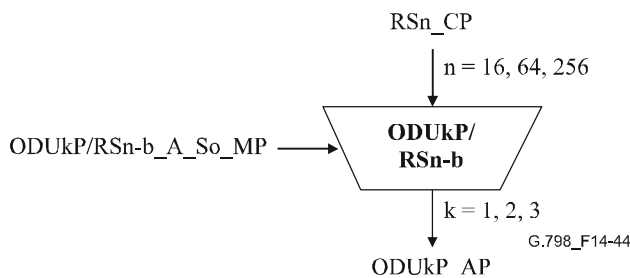 RSn_CP
n = 16, 64, 256
ODUkP/RSn-b_A_So_MP
ODUkP/
RSn-b
k = 1, 2, 3
G.798_F14-44
ODUkP_AP